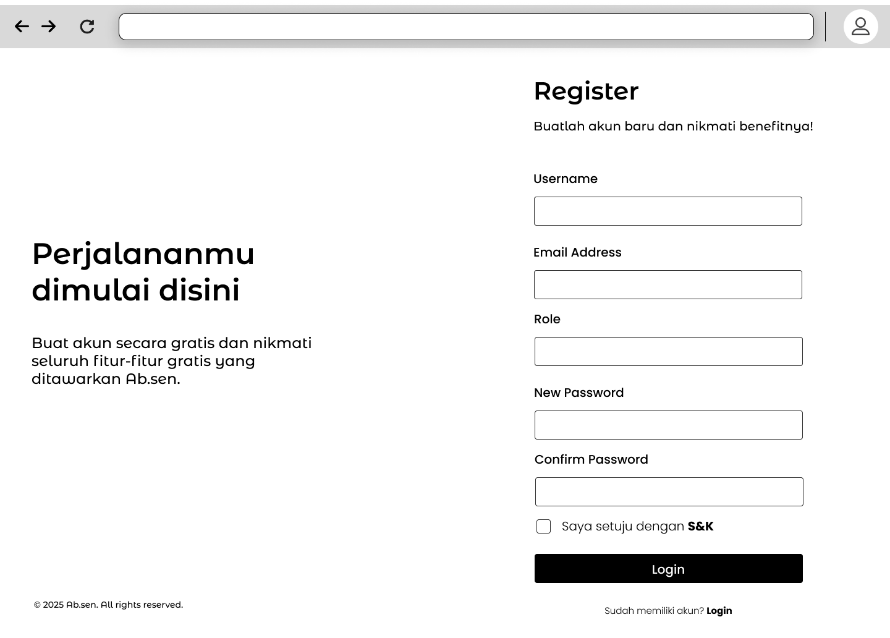 Perjalananmu
dimulai disini
Buat akun secara gratis dan nikmati
seluruh fitur-fitur gratis yang
ditawarkan Ab.sen.
© 2025 Ab.sen. All rights reserved.
Register
Buatlah akun baru dan nikmati benefitnya!
Username
Email Address
Role
New Password
Confirm Password
Saya setuju dengan S&K
Login
Sudah memiliki akun? Login